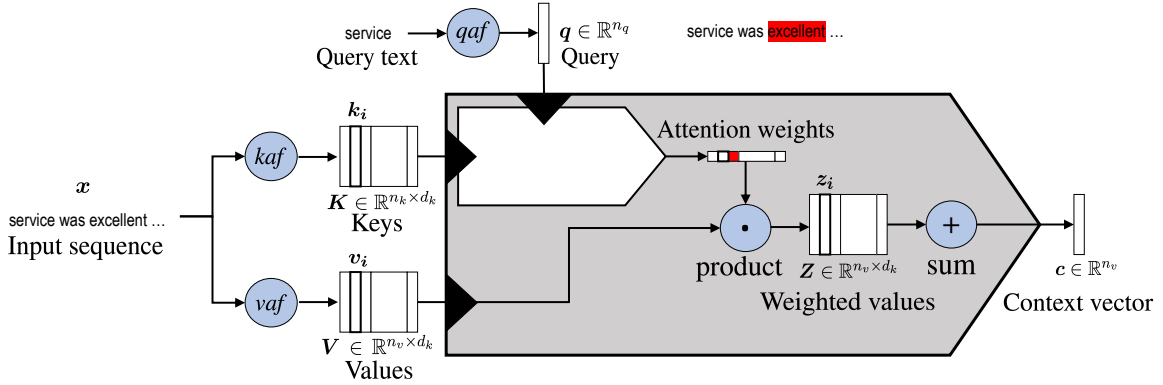 service
Query text
qaf
q ∈ ℝ^{n_q}
Query
service was excellent ...
k_i
kaf
K ∈ ℝ^{n_k×d_k}
Keys
Attention weights
x
service was excellent ...
Input sequence
z_i
product
Z ∈ ℝ^{n_v×d_k}
Weighted values
+
sum
c ∈ ℝ^{n_v}
Context vector
v_i
vaf
V ∈ ℝ^{n_v×d_k}
Values